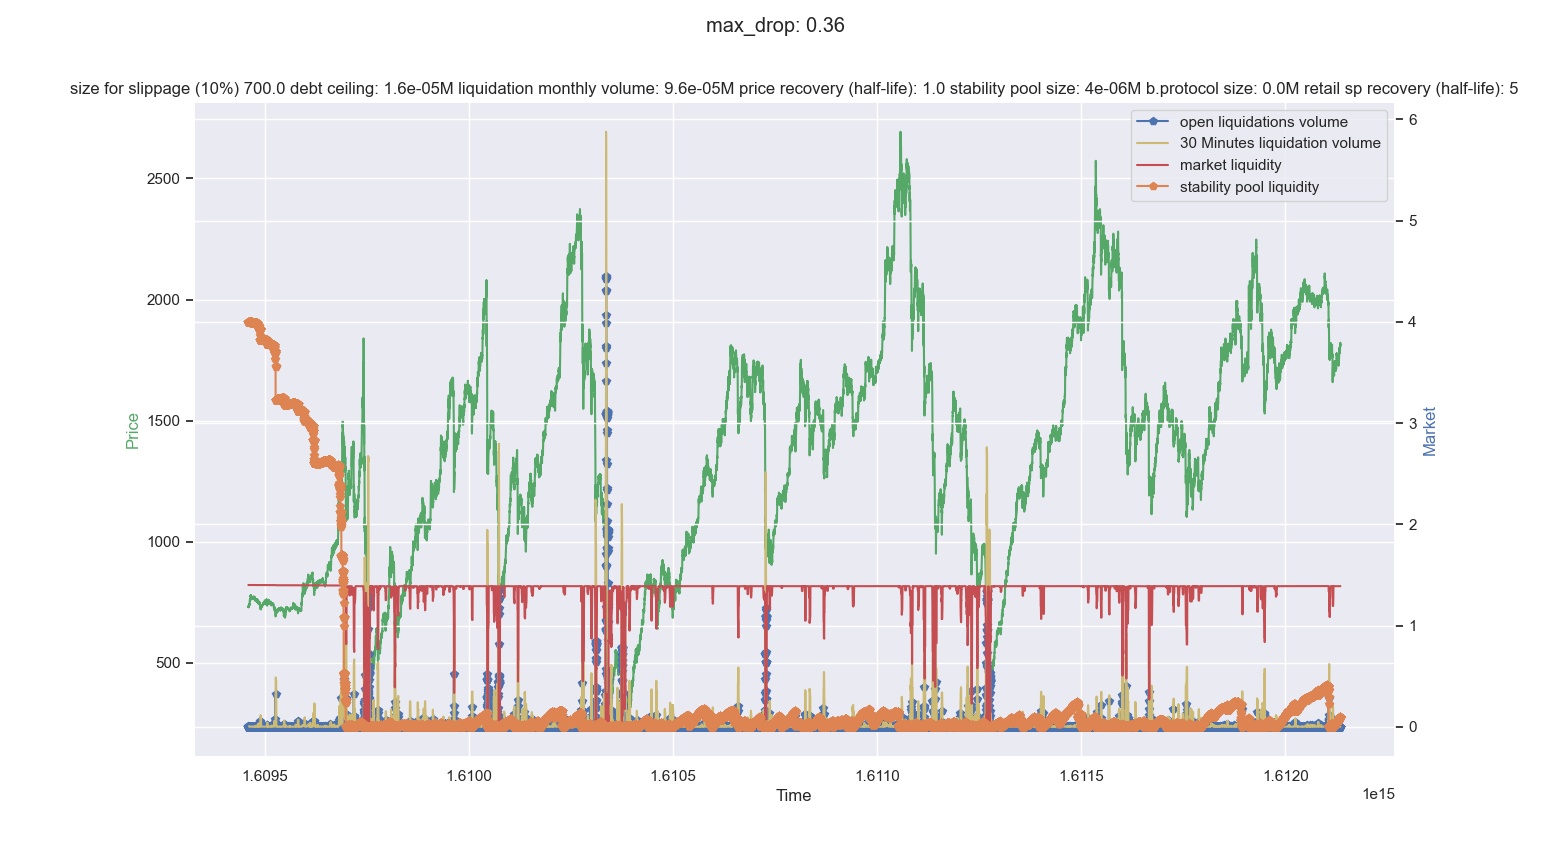 max_drop: 0.36
size for slippage (10%) 700.0 debt ceiling: 1.6e-05M liquidation monthly volume: 9.6e-05M price recovery (half-life): 1.0 stability pool size: 4e-06M b.protocol size: 0.0M retail sp recovery (half-life): 5
open liquidations volume
30 Minutes liquidation volume
market liquidity
stability pool liquidity
2500
2000
1500
1000
500
Price
6
5
4
3
2
1
0
Market
1.6095
1.6100
1.6105
1.6110
1.6115
1.6120
1e15
Time